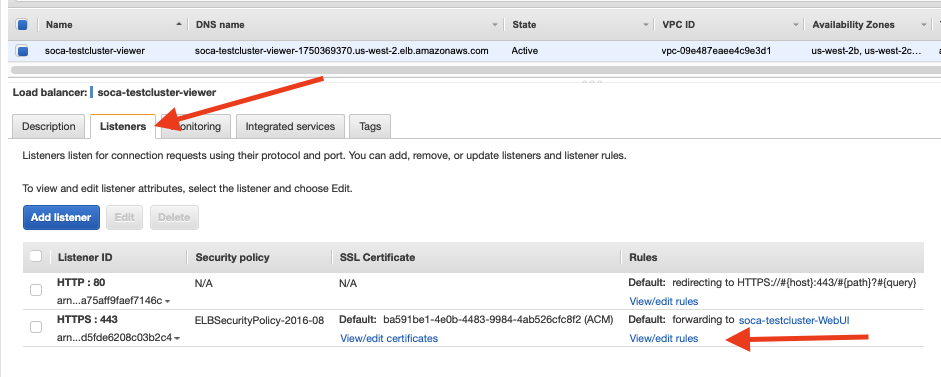 Name DNS name State VPC ID Availability Zones
soca-testcluster-viewer soca-testcluster-viewer-1750369370.us-west-2.elb.amazonaws.com Active vpc-09e487eaee4c9e3d1 us-west-2b, us-west-2c...
Load balancer: soca-testcluster-viewer
Description Listeners Integrated services Tags
Listeners listen for connection requests using their protocol and port. You can add, remove, or update listeners and listener rules.
To view and edit listener attributes, select the listener and choose Edit.
Add listener Edit Delete
Listener ID Security policy SSL Certificate Rules
HTTP : 80 N/A N/A Default: redirecting to HTTPS://#{host}:443/#{path}?#{query}
arn...a75aff9faef7146c View/edit rules
HTTPS : 443 ELBSecurityPolicy-2016-08 Default: ba591be1-4e0b-4483-9984-4ab526cfc8f2 (ACM) Default: forwarding to soca-testcluster-WebUI
arn...d5fde6208c03b2c4 View/edit certificates View/edit rules